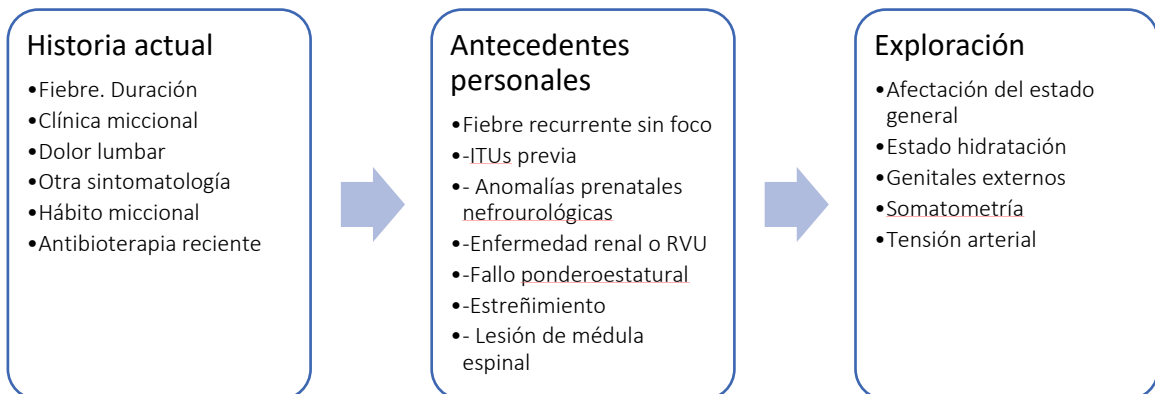 Historia actual
•Fiebre. Duración
•Clínica miccional
•Dolor lumbar
•Otra sintomatología
•Hábito miccional
•Antibioterapia reciente
Antecedentes
personales
•Fiebre recurrente sin foco
•-ITUs previa
•- Anomalías prenatales
nefrourológicas
•-Enfermedad renal o RVU
•-Fallo ponderoestatural
•-Estreñimiento
•- Lesión de médula
espinal
Exploración
•Afectación del estado
general
•Estado hidratación
•Genitales externos
•Somatometría
•Tensión arterial